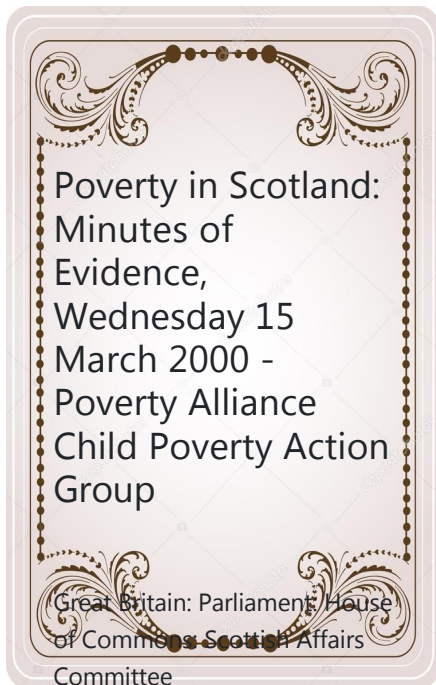 Poverty in Scotland:
Minutes of
Evidence,
Wednesday 15
March 2000 -
Poverty Alliance
Child Poverty Action
Group
Great Britain: Parliament: House
of Commons: Scottish Affairs
Committee